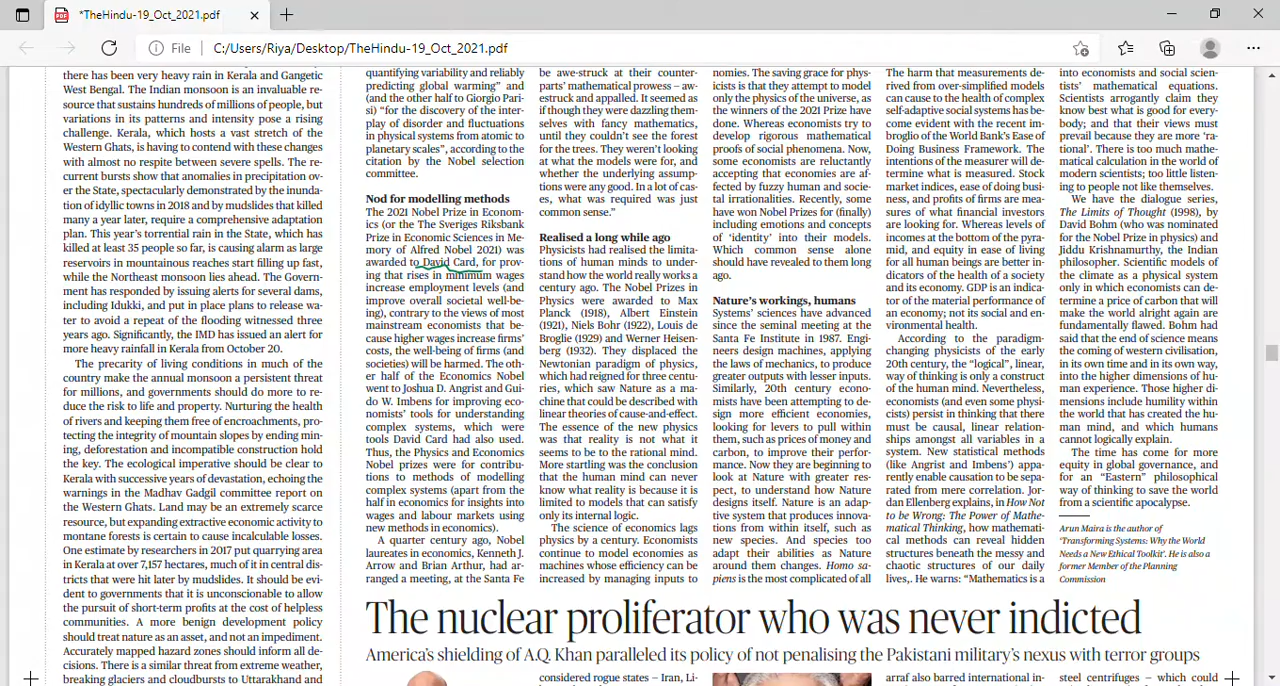 *TheHindu-19_Oct_2021.pdf
File
C:/Users/Riya/Desktop/TheHindu-19_Oct_2021.pdf
there has been very heavy rain in Kerala and Gangetic
West Bengal. The Indian monsoon is an invaluable re-
source that sustains hundreds of millions of people, but
variations in its patterns and intensity pose a rising
challenge. Kerala, which hosts a vast stretch of the
Western Ghats, is having to contend with these changes
with almost no respite between severe spells. The re-
current bursts show that anomalies in precipitation ov-
er the State, spectacularly demonstrated by the inunda-
tion of idyllic towns in 2018 and by mudslides that killed
many a year later, require a comprehensive adaptation
plan. This year's torrential rain in the State, which has
killed at least 35 people so far, is causing alarm as large
reservoirs in mountainous reaches start filling up fast,
while the Northeast monsoon lies ahead. The Govern-
ment has responded by issuing alerts for several dams,
including Idukki, and put in place plans to release wa-
ter to avoid a repeat of the flooding witnessed three
years ago. Significantly, the IMD has issued an alert for
more heavy rainfall in Kerala from October 20.
The precarity of living conditions in much of the
country make the annual monsoon a persistent threat
for millions, and governments should do more to re-
duce the risk to life and property. Nurturing the health
of rivers and keeping them free of encroachments, pro-
tecting the integrity of mountain slopes by ending min-
ing, deforestation and incompatible construction hold
the key. The ecological imperative should be clear to
Kerala with successive years of devastation, echoing the
warnings in the Madhav Gadgil committee report on
the Western Ghats. Land may be an extremely scarce
resource, but expanding extractive economic activity to
montane forests is certain to cause incalculable losses.
One estimate by researchers in 2017 put quarrying area
in Kerala at over 7,157 hectares, much of it in central dis-
tricts that were hit later by mudslides. It should be evi-
dent to governments that it is unconscionable to allow
the pursuit of short-term profits at the cost of helpless
communities. A more benign development policy
should treat nature as an asset, and not an impediment.
Accurately mapped hazard zones should inform all de-
cisions. There is a similar threat from extreme weather,
breaking glaciers and cloudbursts to Uttarakhand and
quantifying variability and reliably
predicting global warming" and
(and the other half to Giorgio Pari-
si) "for the discovery of the inter-
play of disorder and fluctuations
in physical systems from atomic to
planetary scales", according to the
citation by the Nobel selection
committee.
Nod for modelling methods
The 2021 Nobel Prize in Econom-
ics (or the The Sveriges Riksbank
Prize in Economic Sciences in Me-
mory of Alfred Nobel 2021) was
awarded to David Card, for prov-
ing that rises in minimum wages
increase employment levels (and
improve overall societal well-be-
ing), contrary to the views of most
mainstream economists that be-
cause higher wages increase firms'
costs, the well-being of firms (and
societies) will be harmed. The oth-
er half of the Economics Nobel
went to Joshua D. Angrist and Gui-
do W. Imbens for improving eco-
nomists' tools for understanding
complex systems, which were
tools David Card had also used.
Thus, the Physics and Economics
Nobel prizes were for contribu-
tions to methods of modelling
complex systems (apart from the
half in economics for insights into
wages and labour markets using
new methods in economics).
A quarter century ago, Nobel
laureates in economics, Kenneth J.
Arrow and Brian Arthur, had ar-
ranged a meeting, at the Santa Fe
be awe-struck at their counter-
parts' mathematical prowess – aw-
estruck and appalled. It seemed as
if though they were dazzling them-
selves with fancy mathematics,
until they couldn't see the forest
for the trees. They weren't looking
at what the models were for, and
whether the underlying assump-
tions were any good. In a lot of cas-
es, what was required was just
common sense."
Realised a long while ago
Physicists had realised the limita-
tions of human minds to under-
stand how the world really works a
century ago. The Nobel Prizes in
Physics were awarded to Max
Planck (1918), Albert Einstein
(1921), Niels Bohr (1922), Louis de
Broglie (1929) and Werner Heisen-
berg (1932). They displaced the
Newtonian paradigm of physics,
which had reigned for three centu-
ries, which saw Nature as a ma-
chine that could be described with
linear theories of cause-and-effect.
The essence of the new physics
was that reality is not what it
seems to be to the rational mind.
More startling was the conclusion
that the human mind can never
know what reality is because it is
limited to models that can satisfy
only its internal logic.
The science of economics lags
physics by a century. Economists
continue to model economies as
machines whose efficiency can be
increased by managing inputs to
nomies. The saving grace for phys-
icists is that they attempt to model
only the physics of the universe, as
the winners of the 2021 Prize have
done. Whereas economists try to
develop rigorous mathematical
proofs of social phenomena. Now,
some economists are reluctantly
accepting that economies are af-
fected by fuzzy human and socie-
tal irrationalities. Recently, some
have won Nobel Prizes for (finally)
including emotions and concepts
of 'identity' into their models.
Which common sense alone
should have revealed to them long
ago.
Nature's workings, humans
Systems' sciences have advanced
since the seminal meeting at the
Santa Fe Institute in 1987. Engi-
neers design machines, applying
the laws of mechanics, to produce
greater outputs with lesser inputs.
Similarly, 20th century econo-
mists have been attempting to de-
sign more efficient economies,
looking for levers to pull within
them, such as prices of money and
carbon, to improve their perfor-
mance. Now they are beginning to
look at Nature with greater res-
pect, to understand how Nature
designs itself. Nature is an adap-
tive system that produces innova-
tions from within itself, such as
new species. And species too
adapt their abilities as Nature
around them changes. Homo sa-
piens is the most complicated of all
The harm that measurements de-
rived from over-simplified models
can cause to the health of complex
self-adaptive social systems has be-
come evident with the recent im-
broglio of the World Bank's Ease of
Doing Business Framework. The
intentions of the measurer will de-
termine what is measured. Stock
market indices, ease of doing busi-
ness, and profits of firms are mea-
sures of what financial investors
are looking for. Whereas levels of
incomes at the bottom of the pyra-
mid, and equity in ease of living
for all human beings are better in-
dicators of the health of a society
and its economy. GDP is an indica-
tor of the material performance of
an economy; not its social and en-
vironmental health.
According to the paradigm-
changing physicists of the early
20th century, the "logical", linear,
way of thinking is only a construct
of the human mind. Nevertheless,
economists (and even some physi-
cists) persist in thinking that there
must be causal, linear relation-
ships amongst all variables in a
system. New statistical methods
(like Angrist and Imbens') appa-
rently enable causation to be sepa-
rated from mere correlation. Jor-
dan Ellenberg explains, in How Not
to be Wrong: The Power of Mathe-
matical Thinking, how mathemati-
cal methods can reveal hidden
structures beneath the messy and
chaotic structures of our daily
lives,. He warns: "Mathematics is a
into economists and social scien-
tists' mathematical equations.
Scientists arrogantly claim they
know best what is good for every-
body; and that their views must
prevail because they are more 'ra-
tional'. There is too much mathe-
matical calculation in the world of
modern scientists; too little listen-
ing to people not like themselves.
We have the dialogue series,
The Limits of Thought (1998), by
David Bohm (who was nominated
for the Nobel Prize in physics) and
Jiddu Krishnamurthy, the Indian
philosopher. Scientific models of
the climate as a physical system
only in which economists can de-
termine a price of carbon that will
make the world alright again are
fundamentally flawed. Bohm had
said that the end of science means
the coming of western civilisation,
in its own time and in its own way,
into the higher dimensions of hu-
man experience. Those higher di-
mensions include humility within
the world that has created the hu-
man mind, and which humans
cannot logically explain.
The time has come for more
equity in global governance, and
for an "Eastern" philosophical
way of thinking to save the world
from a scientific apocalypse.
Arun Maira is the author of
'Transforming Systems: Why the World
Needs a New Ethical Toolkit'. He is also a
former Member of the Planning
Commission
The nuclear proliferator who was never indicted
America's shielding of A.Q. Khan paralleled its policy of not penalising the Pakistani military's nexus with terror groups
considered rogue states – Iran, Li-
arraf also barred international in-
steel centrifuges – which could